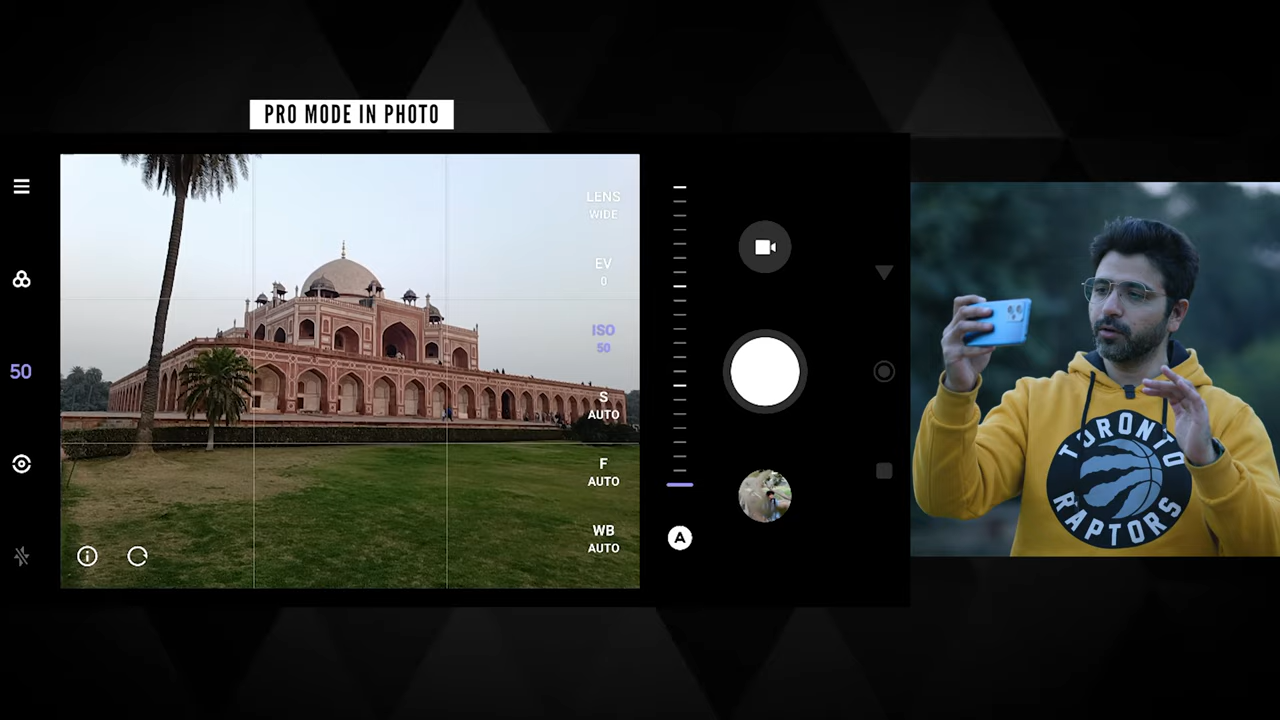 PRO MODE IN PHOTO
50
LENS
WIDE
EV
0
ISO
50
S
AUTO
F
AUTO
WB
AUTO
A
TORONTO
RAPTORS